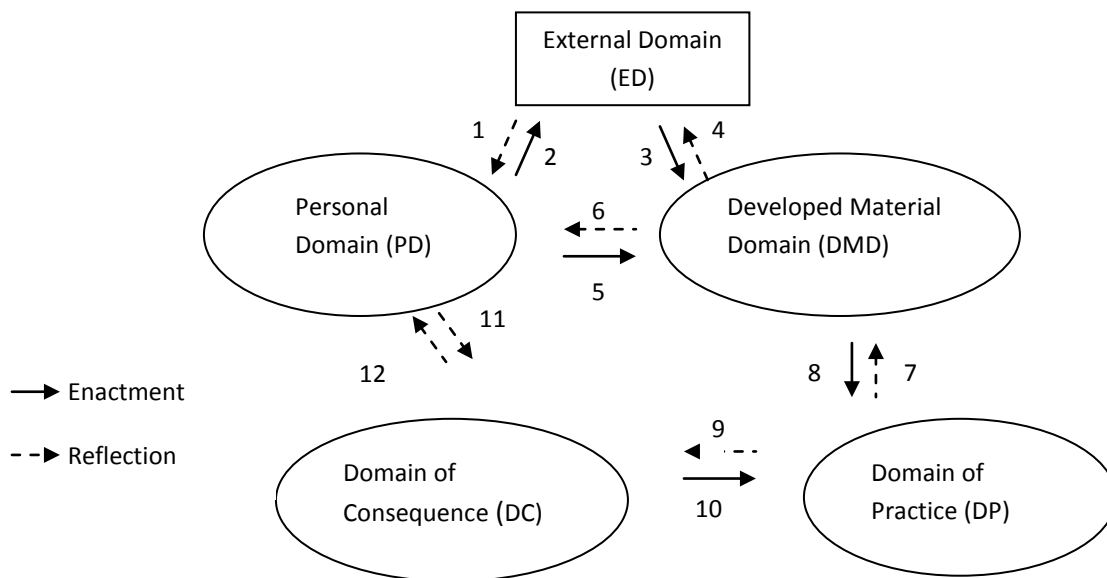 External Domain
(ED)
1
2
3
4
Personal
Domain (PD)
6
5
Developed Material
Domain (DMD)
11
12
8
7
Enactment
Reflection
9
10
Domain of
Consequence (DC)
Domain of
Practice (DP)